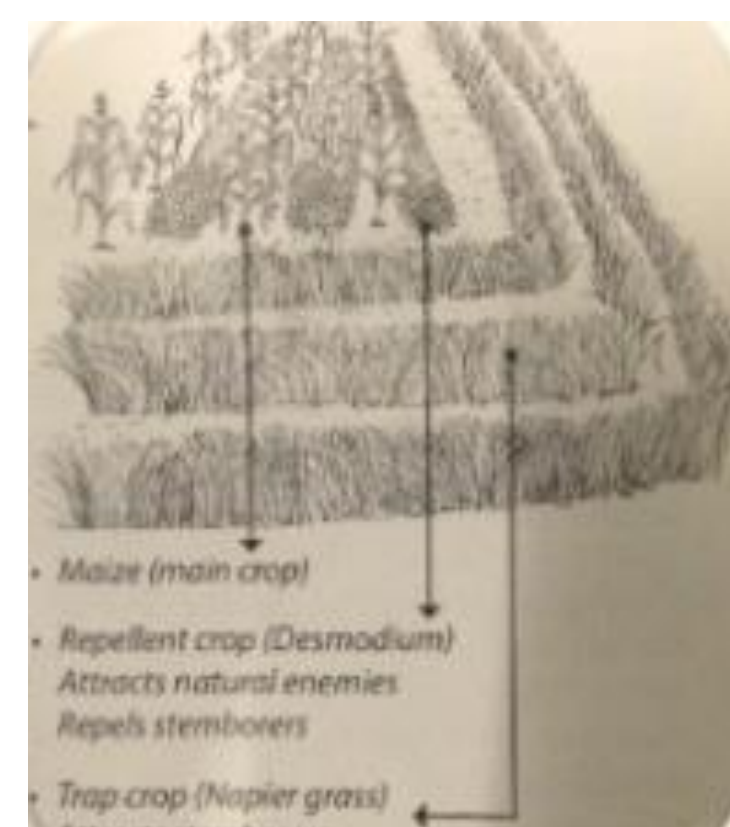 • Maize (main crop)
• Repellent crop (Desmodium)
Attracts natural enemies
Repels stemborers
• Trap crop (Napier grass)